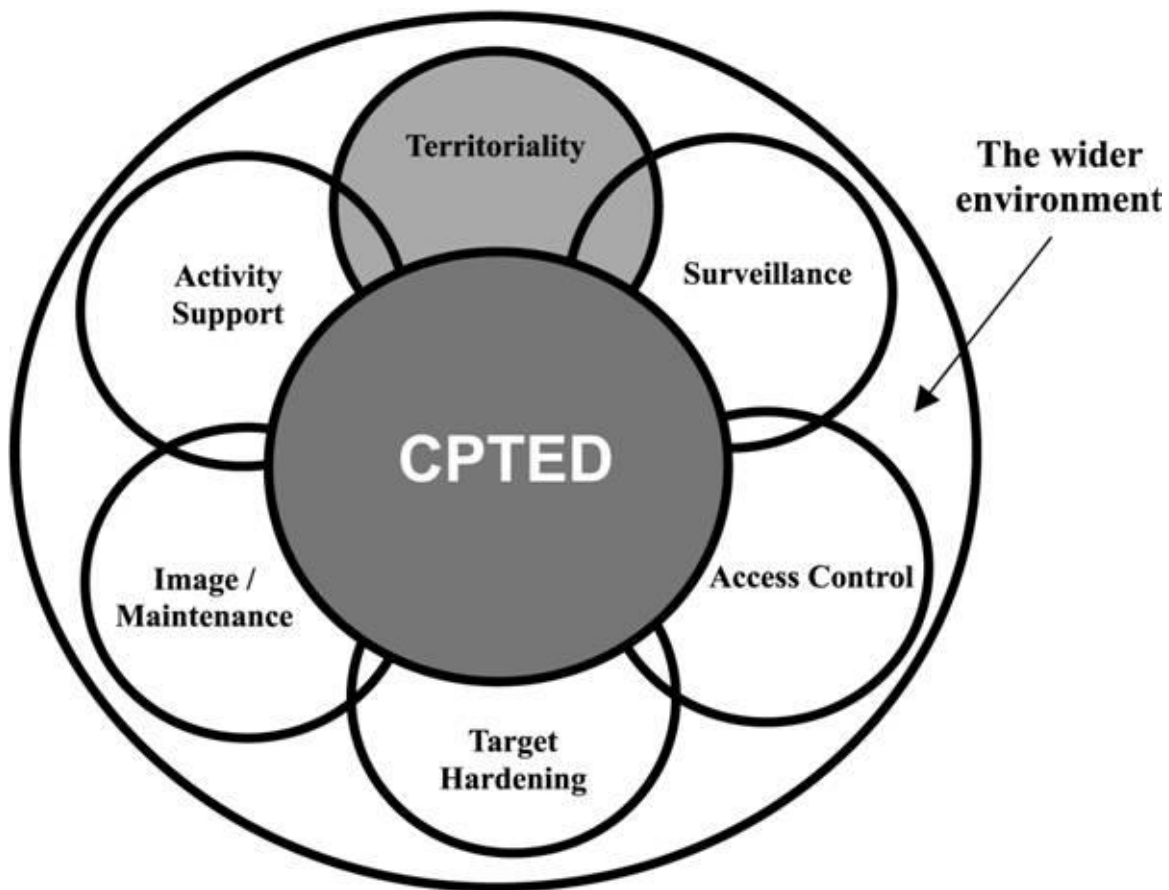 Territoriality
The wider
environment
Activity
Support
Surveillance
CPTED
Image /
Maintenance
Access Control
Target
Hardening